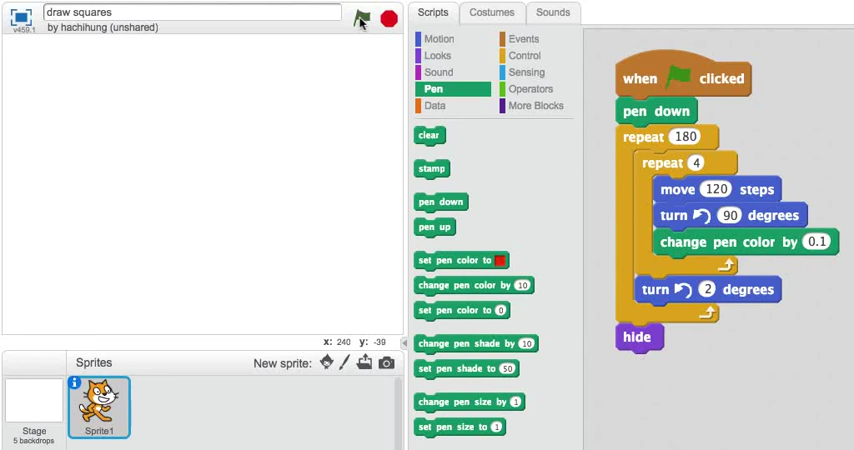 draw squares
v459.1
by hachihung (unshared)
x: 240 y: -39
Sprites
New sprite:
Stage
5 backdrops
Sprite1
Scripts
Costumes
Sounds
Motion
Events
Looks
Control
Sound
Sensing
Pen
Operators
Data
More Blocks
clear
stamp
pen down
pen up
set pen color to
change pen color by 10
set pen color to 0
change pen shade by 10
set pen shade to 50
change pen size by 1
set pen size to 1
when clicked
pen down
repeat 180
repeat 4
move 120 steps
turn 90 degrees
change pen color by 0.1
turn 2 degrees
hide